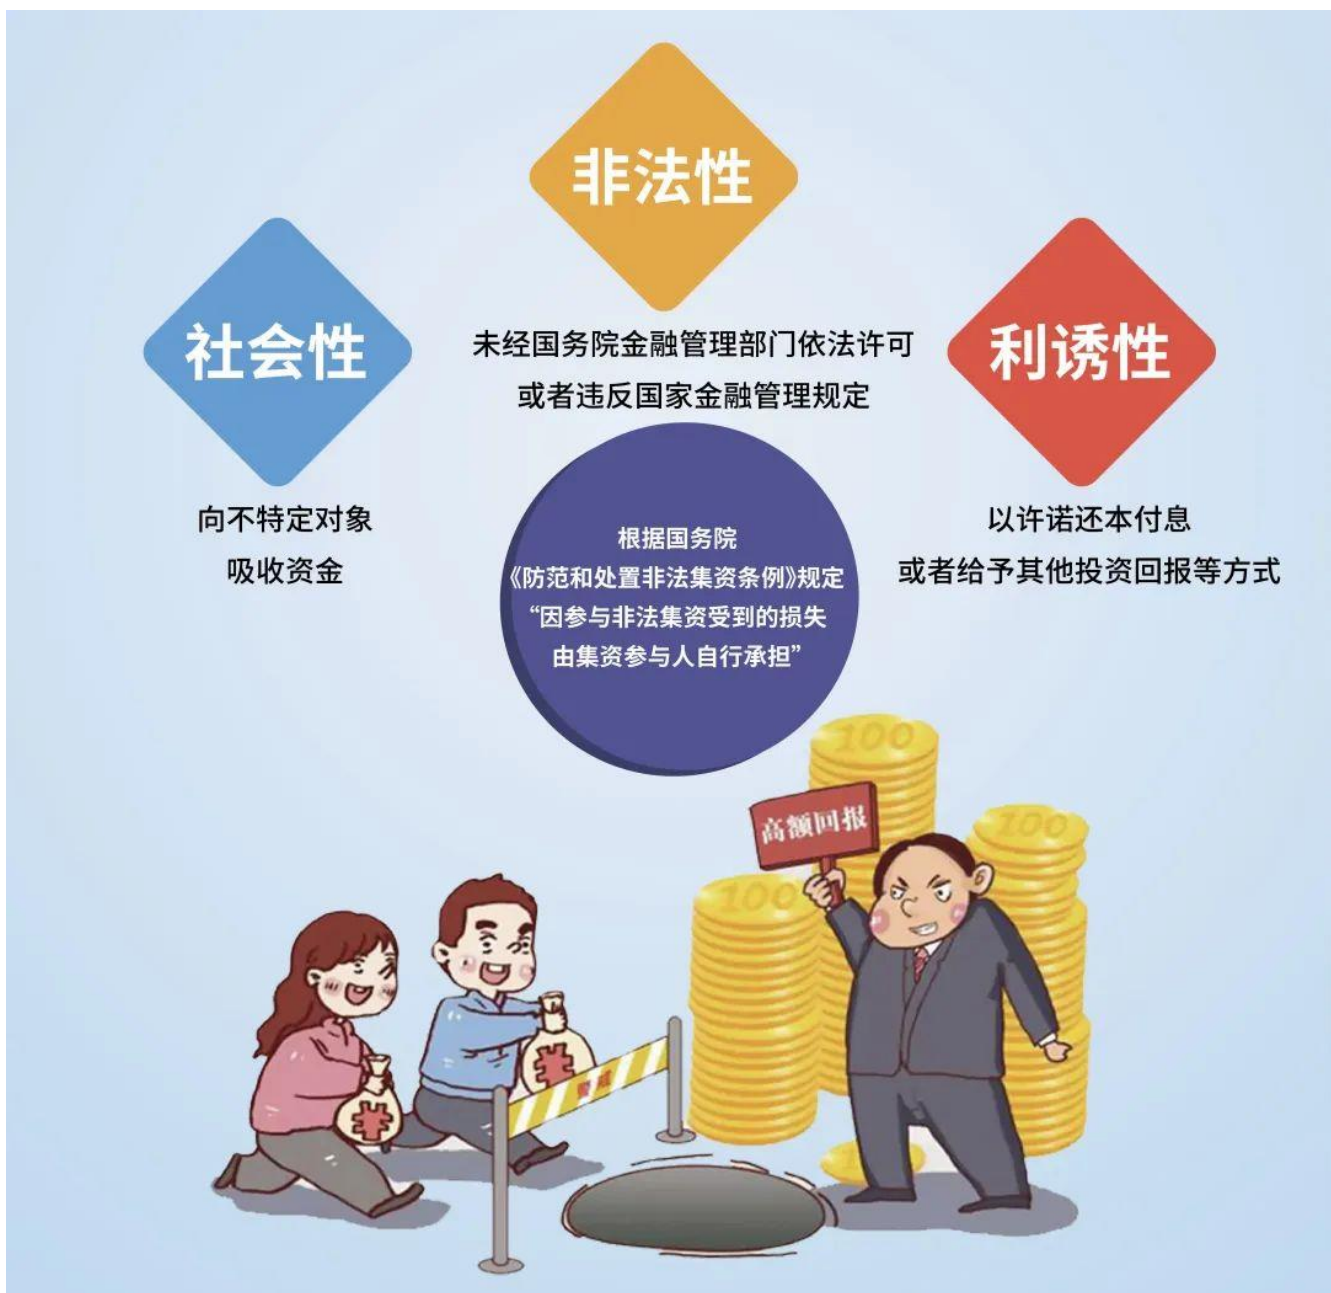 非法性
未经国务院金融管理部门依法许可
或者违反国家金融管理规定
社会性
向不特定对象
吸收资金
利诱性
以许诺还本付息
或者给予其他投资回报等方式
根据国务院
《防范和处置非法集资条例》规定
“因参与非法集资受到的损失
由集资参与人自行承担”
100
高额回报
100
100
警戒